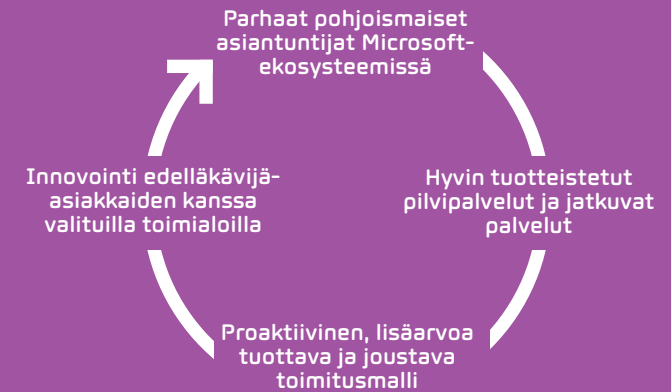 Parhaat pohjoismaiset
asiantuntijat Microsoft-
ekosysteemissä
Hyvin tuotteistetut
pilvipalvelut ja jatkuvat
palvelut
Proaktiivinen, lisäarvoa
tuottava ja joustava
toimitusmalli
Innovointi edelläkävijä-
asiakkaiden kanssa
valituilla toimialoilla